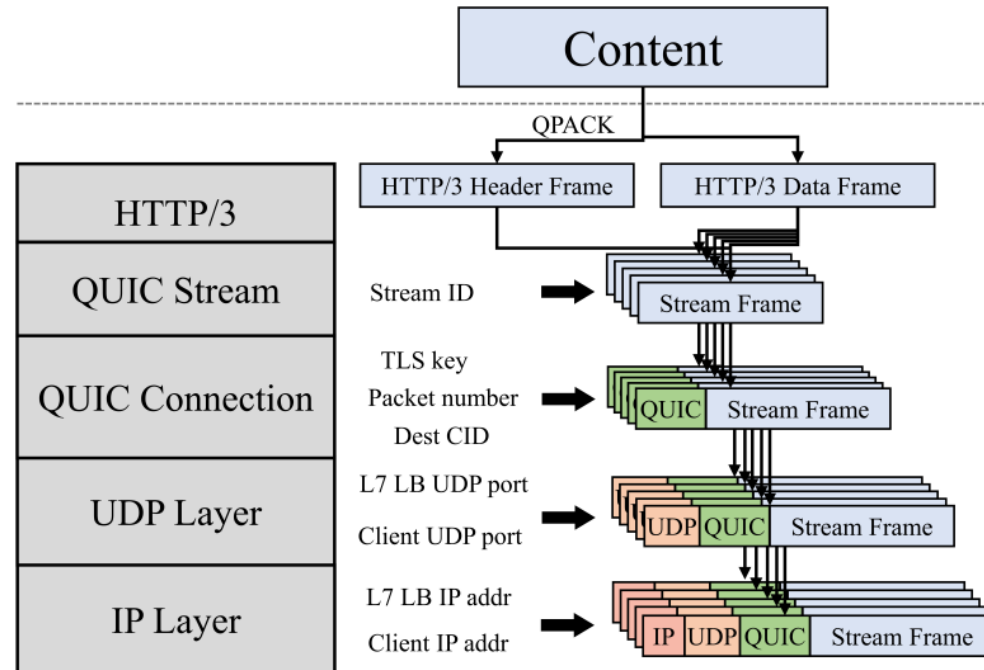 Content
QPACK
HTTP/3
HTTP/3 Header Frame
HTTP/3 Data Frame
QUIC Stream
Stream ID
Stream Frame
QUIC Connection
TLS key
Packet number
Dest CID
QUIC
Stream Frame
UDP Layer
L7 LB UDP port
Client UDP port
UDP
QUIC
Stream Frame
IP Layer
L7 LB IP addr
Client IP addr
IP
UDP
QUIC
Stream Frame